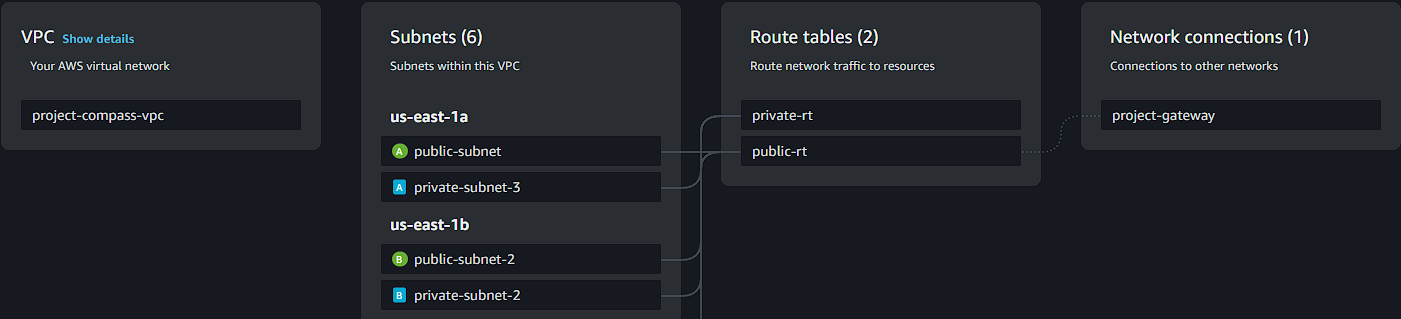 VPC Show details
Your AWS virtual network
project-compass-vpc
Subnets (6)
Subnets within this VPC
us-east-1a
A public-subnet
A private-subnet-3
us-east-1b
B public-subnet-2
B private-subnet-2
Route tables (2)
Route network traffic to resources
private-rt
public-rt
Network connections (1)
Connections to other networks
project-gateway